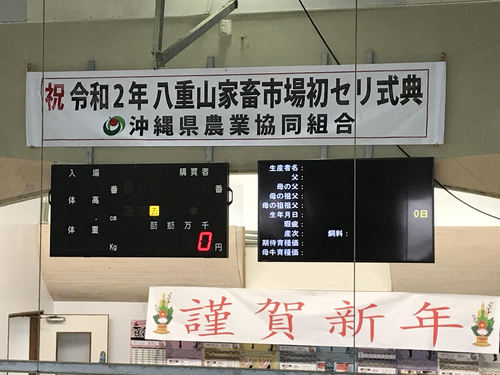 祝 令和2年 八重山家畜市場初セリ式典
沖縄県農業協同組合
入場 番 購買者 番
体高 . cm 去 千万 千
体重 Kg 0 円
生産者名：
父：
母の父：
母の祖父：
母の祖祖父：
生年月日： 0日
瑕疵：
産次： 飼料：
期待育種価：
母牛育種価：
謹賀新年